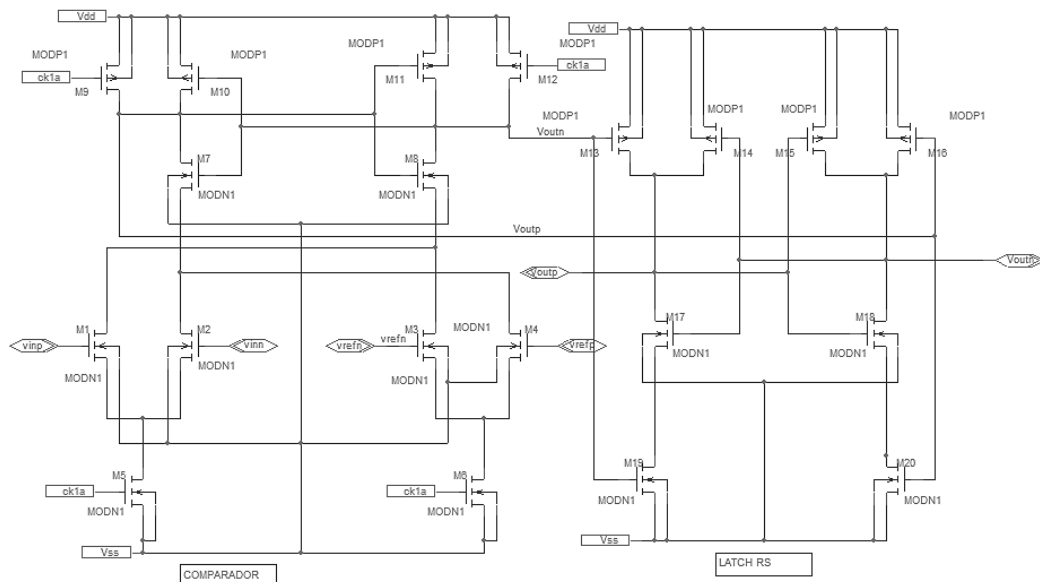 Vdd
Vdd
MODP1
MODP1
MODP1
MODP1
ck1a
ck1a
M9
M10
M11
M12
MODP1
MODP1
MODP1
Voutn
M13
M14
M15
M16
M7
M8
MODN1
MODN1
Voutp
Voutp
Voutn
M1
M2
M3
MODN1
M4
M17
M18
vinp
vinn
vrefn
vrefn
vrefp
MODN1
MODN1
MODN1
MODN1
MODN1
M5
M6
M19
M20
ck1a
ck1a
MODN1
MODN1
MODN1
MODN1
Vss
Vss
COMPARADOR
LATCH RS